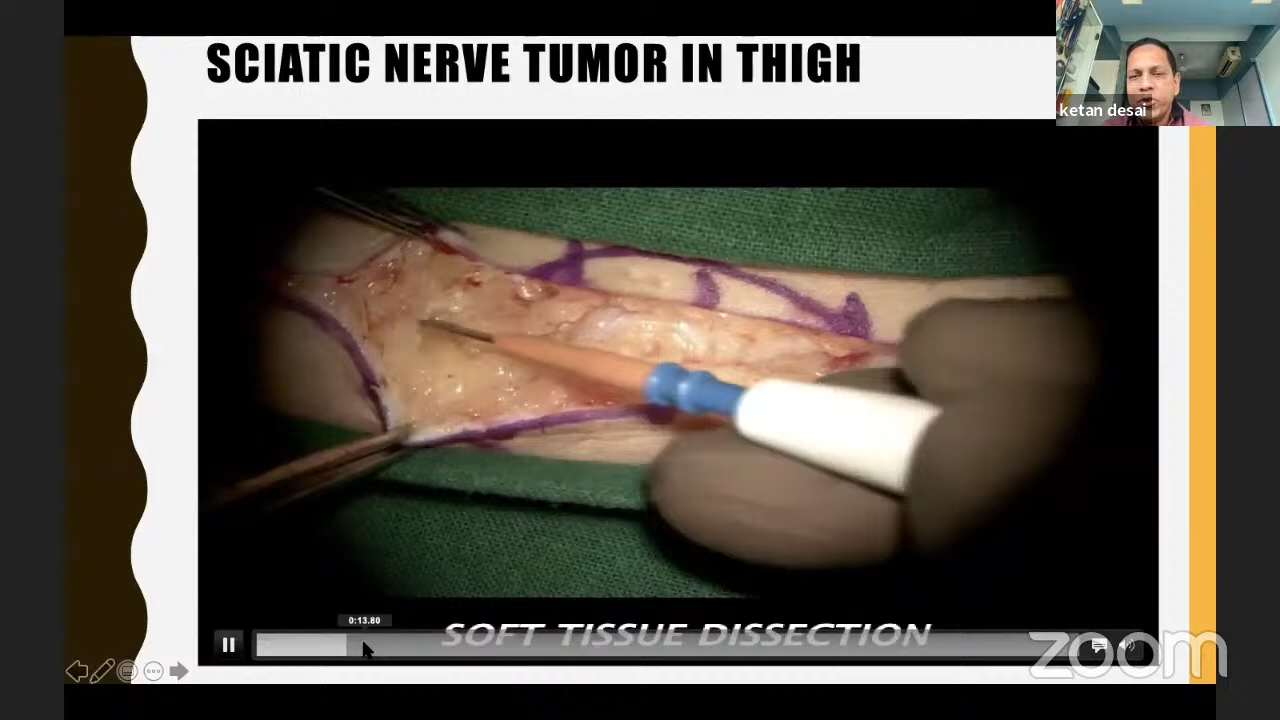 SCIATIC NERVE TUMOR IN THIGH
ketan desai
0:13.80
SOFT TISSUE DISSECTION
zoom